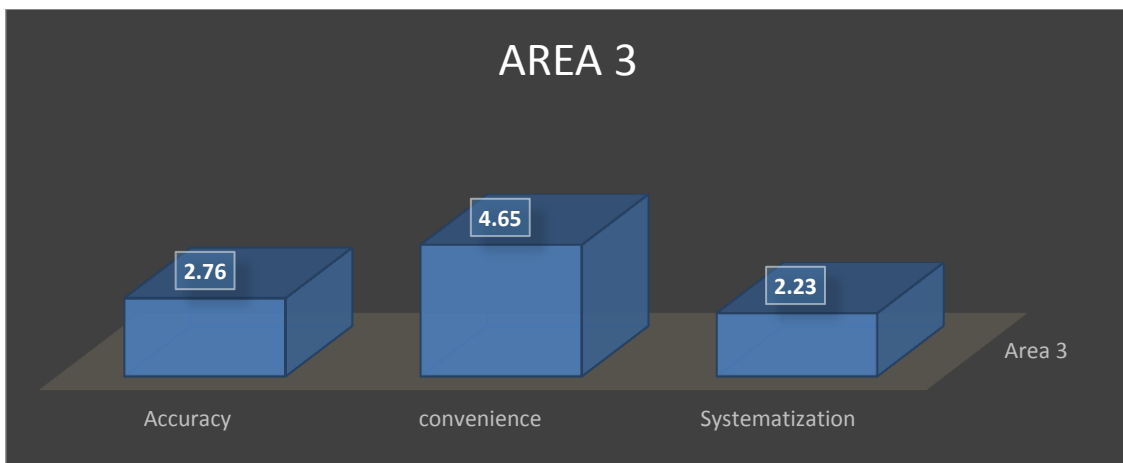 AREA 3
2.76
4.65
2.23
Area 3
Accuracy
convenience
Systematization